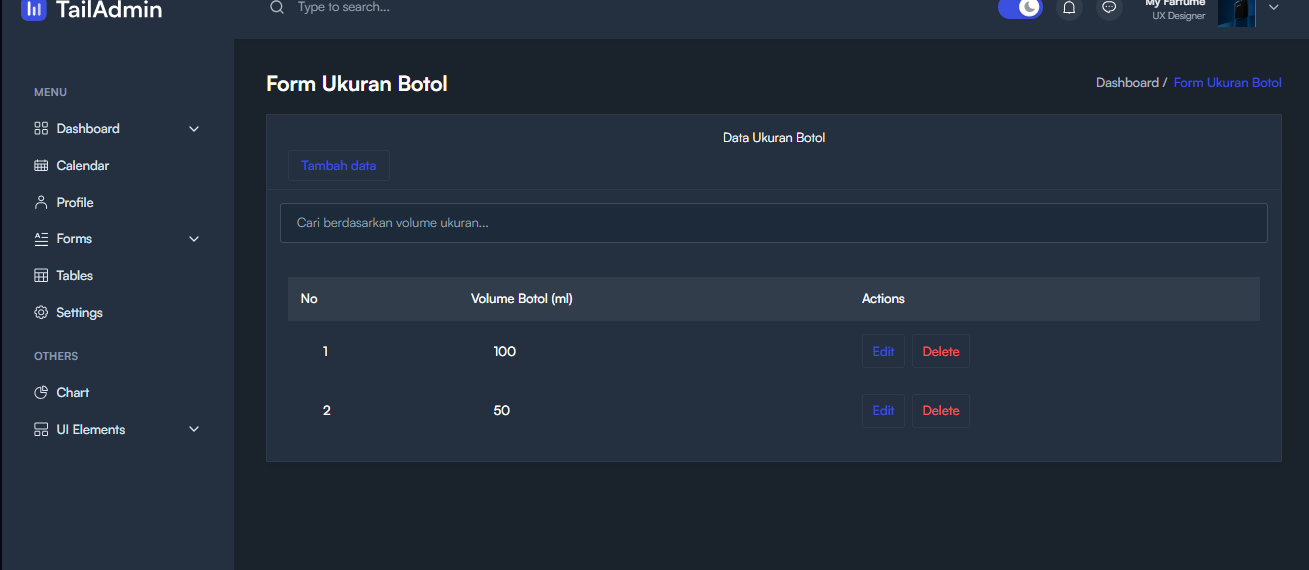 TailAdmin
Type to search...
My Parfume
UX Designer
MENU
Dashboard
Calendar
Profile
Forms
Tables
Settings
OTHERS
Chart
UI Elements
Form Ukuran Botol
Dashboard / Form Ukuran Botol
Data Ukuran Botol
Tambah data
Cari berdasarkan volume ukuran...
No Volume Botol (ml) Actions
1 100 Edit Delete
2 50 Edit Delete